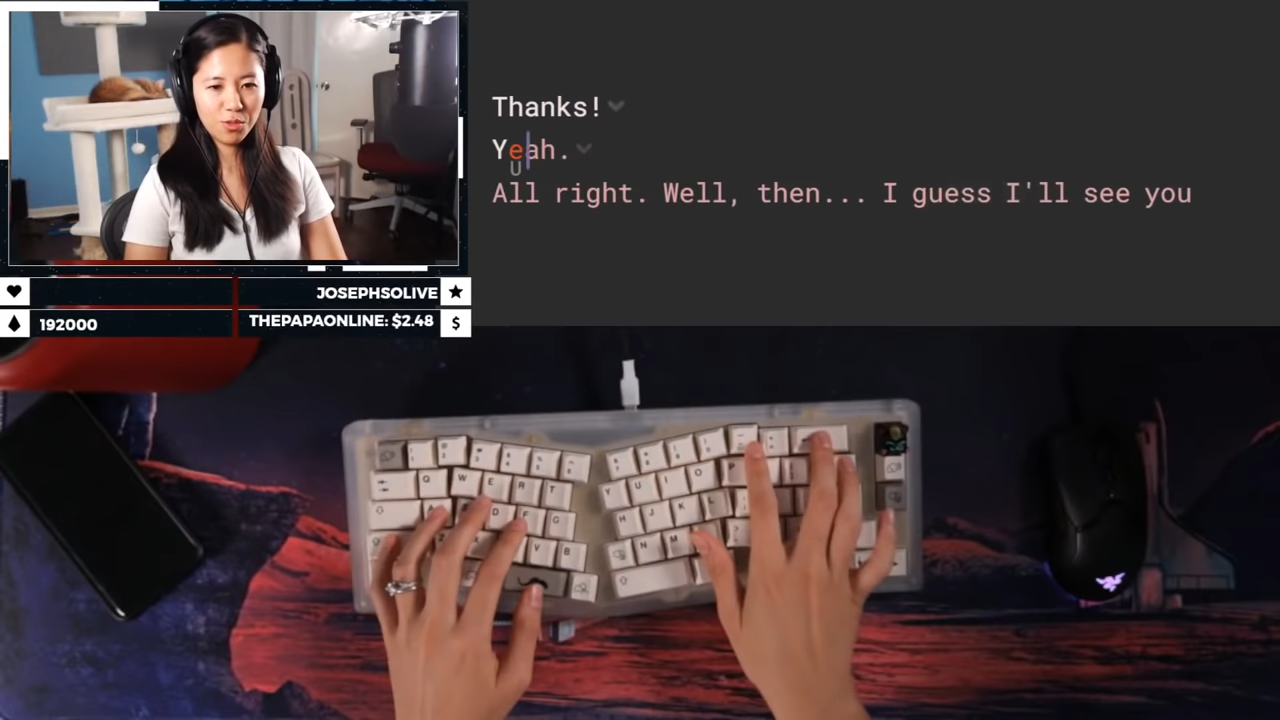 Thanks!
Yeah.
u
All right. Well, then... I guess I'll see you
JOSEPHSOLIVE
192000
THEPAPAONLINE: $2.48
$
Q W E R T
Y U I O P
D F G
H J K L
V B
N M